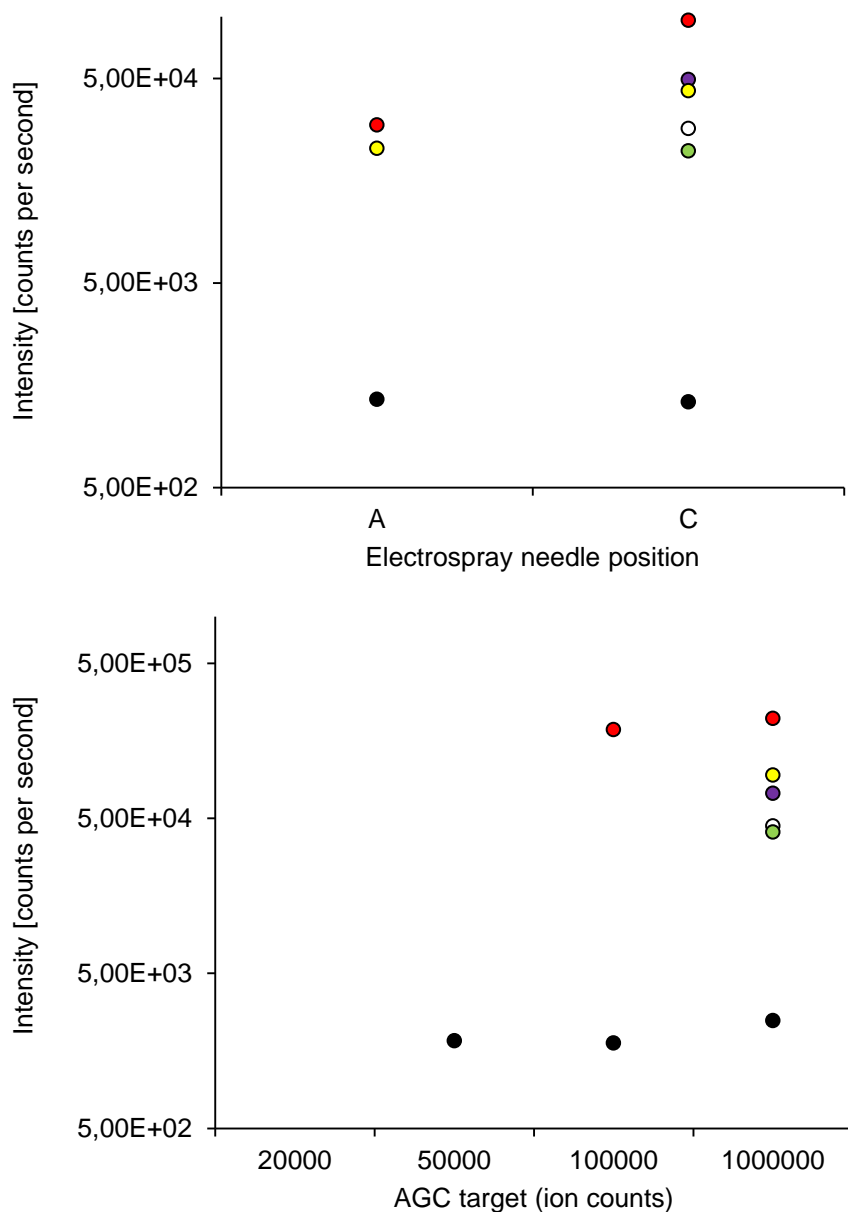 Intensity [counts per second]
5,00E+04
5,00E+03
5,00E+02
A C
Electrospray needle position
Intensity [counts per second]
5,00E+05
5,00E+04
5,00E+03
5,00E+02
20000 50000 100000 1000000
AGC target (ion counts)